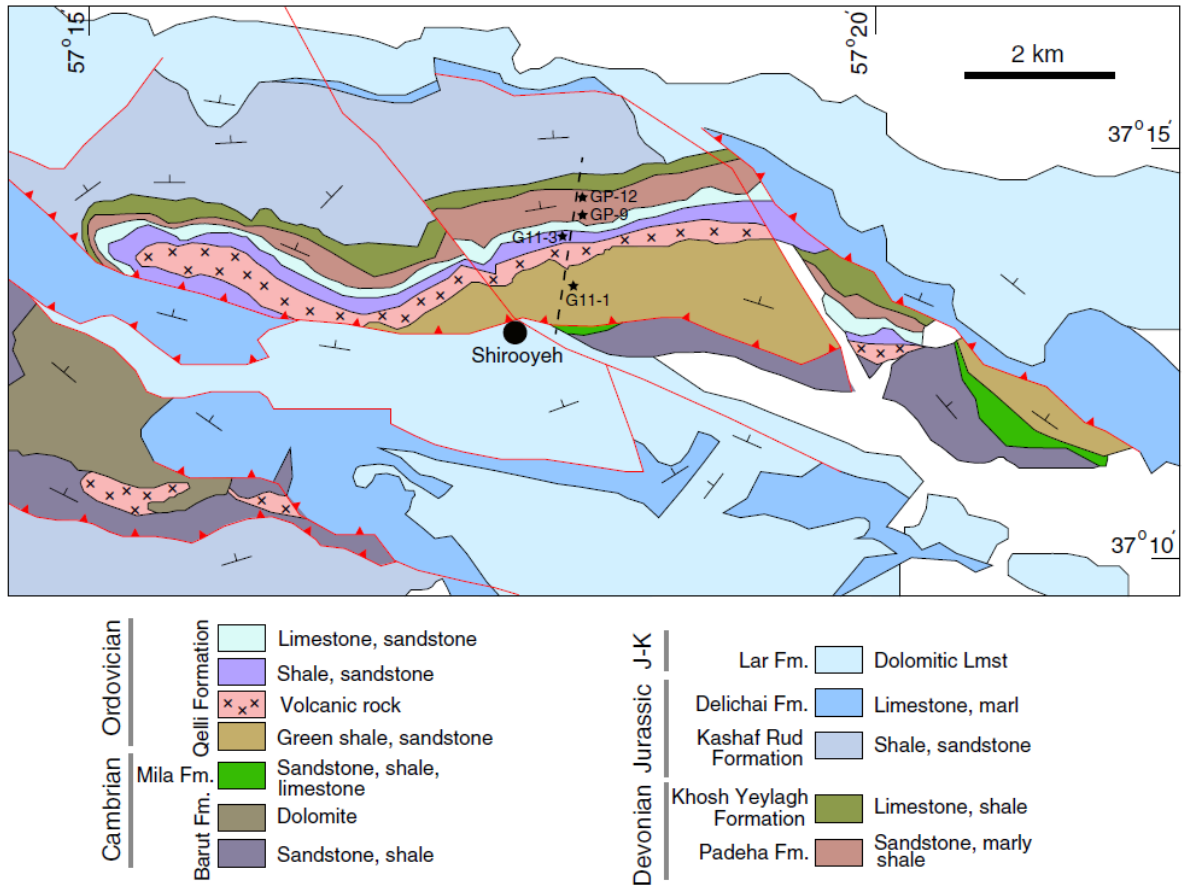 57°15'
57°20'
2 km
37°15'
GP-12
GP-9
G11-3
G11-1
Shirooyeh
37°10'
Ordovician
Qelli Formation
Limestone, sandstone
Shale, sandstone
Volcanic rock
Green shale, sandstone
Cambrian
Mila Fm.
Sandstone, shale,
limestone
Barut Fm.
Dolomite
Sandstone, shale
J-K
Lar Fm.
Dolomitic Lmst
Jurassic
Delichai Fm.
Limestone, marl
Kashaf Rud
Formation
Shale, sandstone
Devonian
Khosh Yeylagh
Formation
Limestone, shale
Padeha Fm.
Sandstone, marly
shale